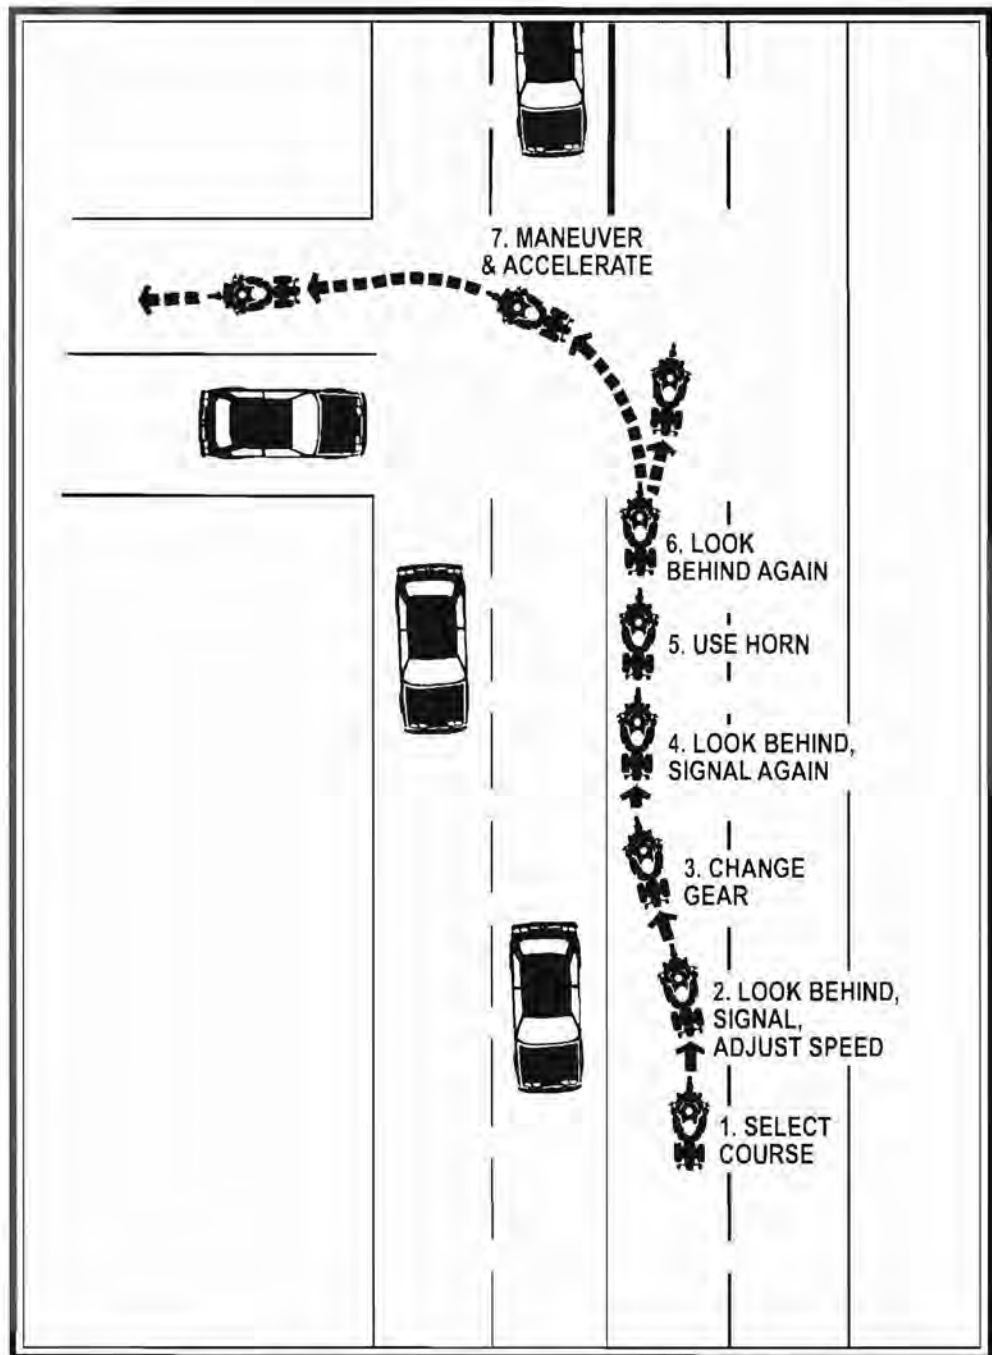 7. MANEUVER
& ACCELERATE
6. LOOK
BEHIND AGAIN
5. USE HORN
4. LOOK BEHIND,
SIGNAL AGAIN
3. CHANGE
GEAR
2. LOOK BEHIND,
SIGNAL,
ADJUST SPEED
1. SELECT
COURSE